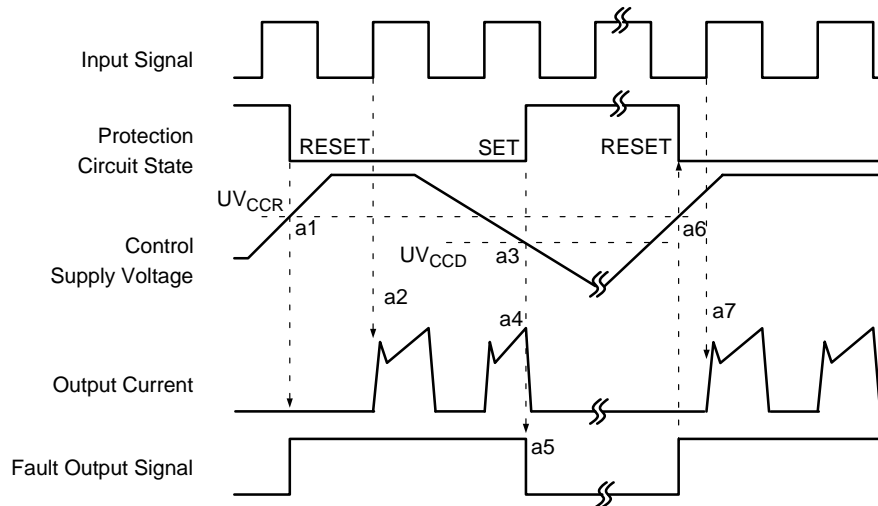 Input Signal
Protection
Circuit State
RESET
SET
RESET
UVCCR
a1
a6
Control
Supply Voltage
UVCCD
a3
a2
a4
a7
Output Current
a5
Fault Output Signal